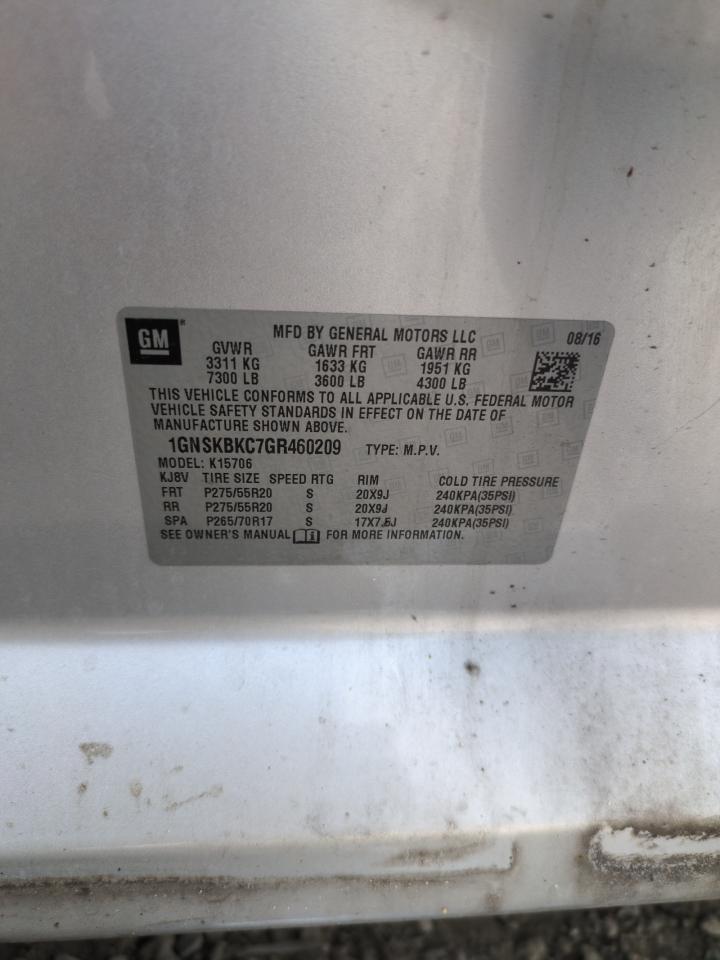 GM ® MFD BY GENERAL MOTORS LLC 08/16
GVWR GAWR FRT GAWR RR
3311 KG 1633 KG 1951 KG
7300 LB 3600 LB 4300 LB
THIS VEHICLE CONFORMS TO ALL APPLICABLE U.S. FEDERAL MOTOR
VEHICLE SAFETY STANDARDS IN EFFECT ON THE DATE OF
MANUFACTURE SHOWN ABOVE.
1GNSKBKC7GR460209 TYPE: M.P.V.
MODEL: K15706
KJ8V TIRE SIZE SPEED RTG RIM COLD TIRE PRESSURE
FRT P275/55R20 S 20X9J 240KPA(35PSI)
RR P275/55R20 S 20X9J 240KPA(35PSI)
SPA P265/70R17 S 17X7.5J 240KPA(35PSI)
SEE OWNER'S MANUAL FOR MORE INFORMATION.